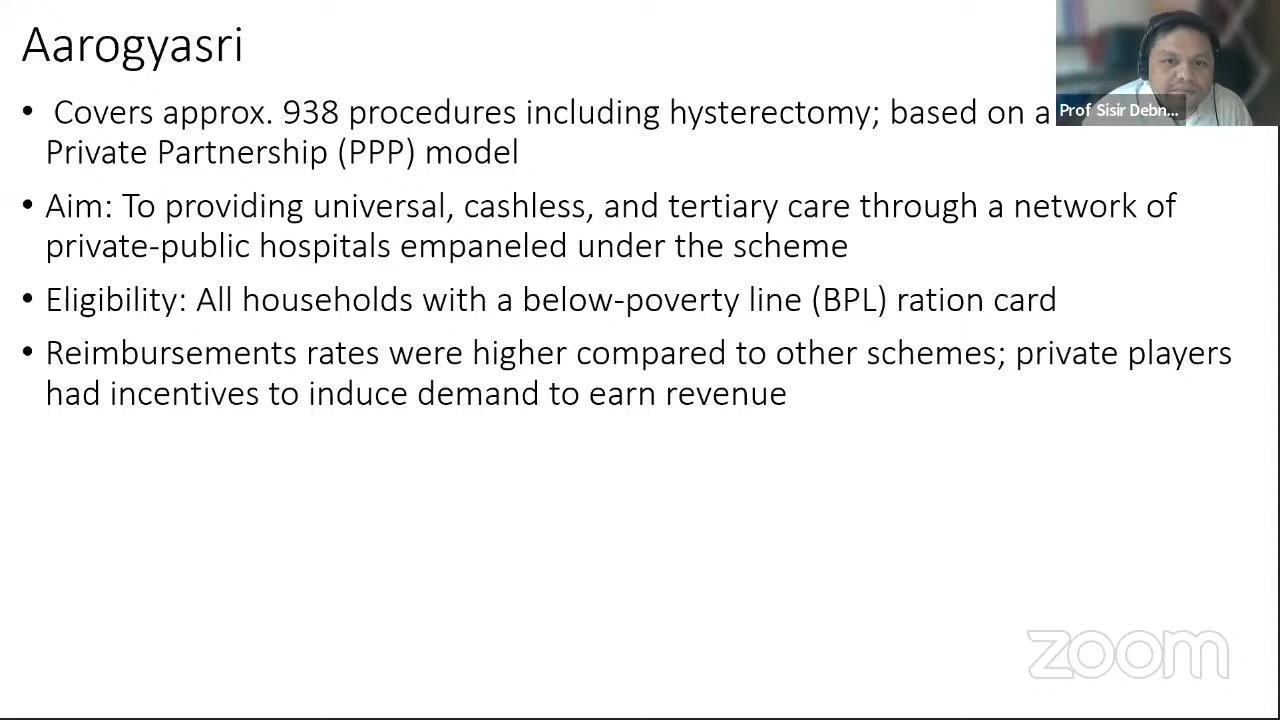 Aarogyasri
• Covers approx. 938 procedures including hysterectomy; based on a
Private Partnership (PPP) model
• Aim: To providing universal, cashless, and tertiary care through a network of
private-public hospitals empaneled under the scheme
• Eligibility: All households with a below-poverty line (BPL) ration card
• Reimbursements rates were higher compared to other schemes; private players
had incentives to induce demand to earn revenue
Prof Sisir Debn...
zoom